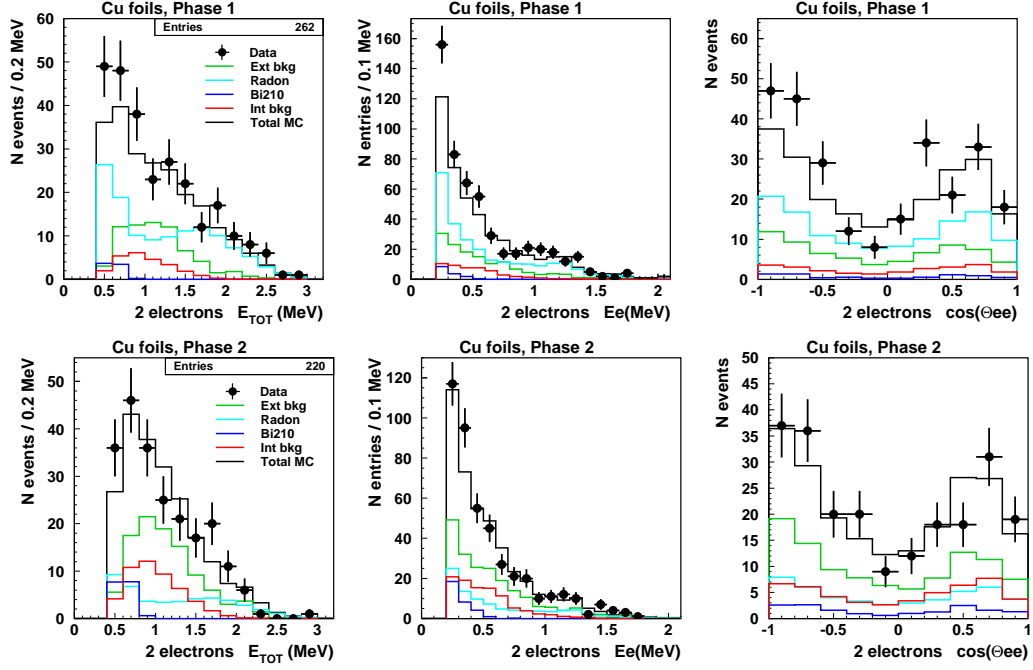 Cu foils, Phase 1
Entries 262
N events / 0.2 MeV
Data
Ext bkg
Radon
Bi210
Int bkg
Total MC
60
50
40
30
20
10
0
0 0.5 1 1.5 2 2.5 3
2 electrons E_TOT (MeV)
Cu foils, Phase 1
N entries / 0.1 MeV
160
140
120
100
80
60
40
20
0
0 0.5 1 1.5 2
2 electrons Ee(MeV)
Cu foils, Phase 1
N events
60
50
40
30
20
10
0
-1 -0.5 0 0.5 1
2 electrons cos(Θee)
Cu foils, Phase 2
Entries 220
N events / 0.2 MeV
Data
Ext bkg
Radon
Bi210
Int bkg
Total MC
50
40
30
20
10
0
0 0.5 1 1.5 2 2.5 3
2 electrons E_TOT (MeV)
Cu foils, Phase 2
N entries / 0.1 MeV
120
100
80
60
40
20
0
0 0.5 1 1.5 2
2 electrons Ee(MeV)
Cu foils, Phase 2
N events
50
45
40
35
30
25
20
15
10
5
0
-1 -0.5 0 0.5 1
2 electrons cos(Θee)